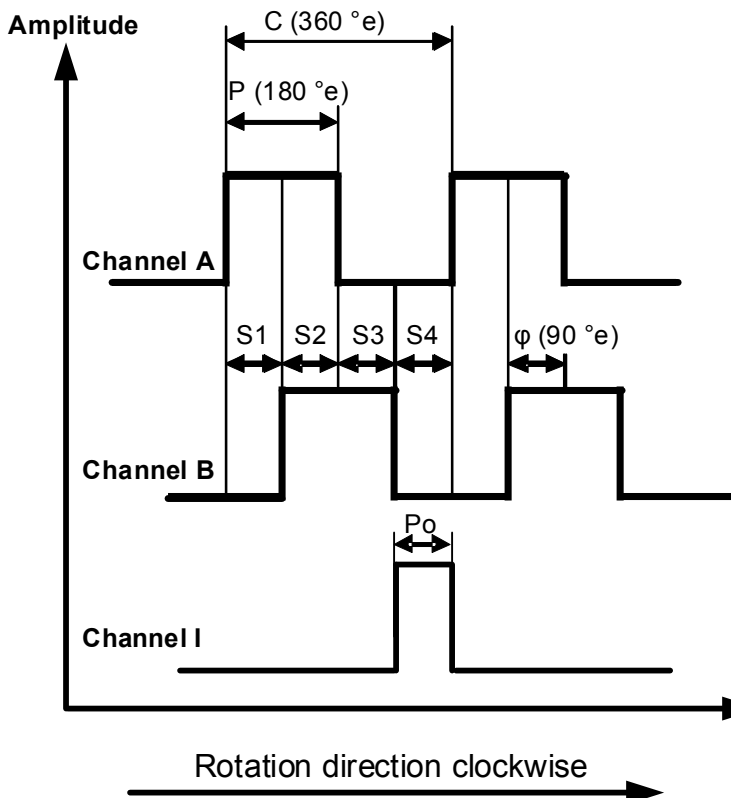 Amplitude
C (360 °e)
P (180 °e)
Channel A
S1 S2 S3 S4 φ (90 °e)
Channel B
Po
Channel I
Rotation direction clockwise